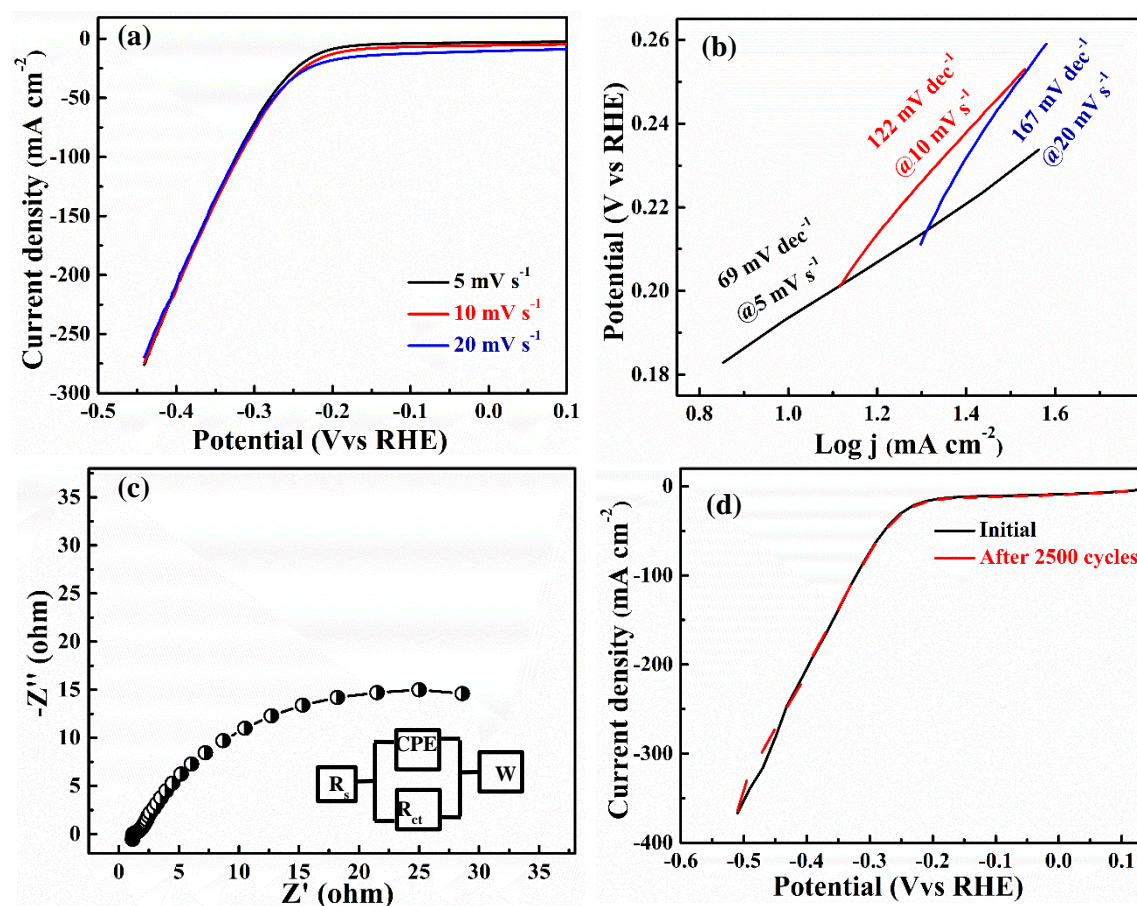 (a)
0
-50
-100
-150
-200
-250
-300
-0.5 -0.4 -0.3 -0.2 -0.1 0.0 0.1
Current density (mA cm⁻²)
Potential (Vvs RHE)
5 mV s⁻¹
10 mV s⁻¹
20 mV s⁻¹
(b)
0.26
0.24
0.22
0.20
0.18
0.8 1.0 1.2 1.4 1.6
Potential (V vs RHE)
Log j (mA cm⁻²)
122 mV dec⁻¹
@10 mV s⁻¹
167 mV dec⁻¹
@20 mV s⁻¹
69 mV dec⁻¹
@5 mV s⁻¹
(c)
35
30
25
20
15
10
5
0
0 5 10 15 20 25 30 35
-Z'' (ohm)
Z' (ohm)
Rs
CPE
Rct
W
(d)
0
-100
-200
-300
-400
-0.6 -0.5 -0.4 -0.3 -0.2 -0.1 0.0 0.1
Current density (mA cm⁻²)
Potential (Vvs RHE)
Initial
After 2500 cycles